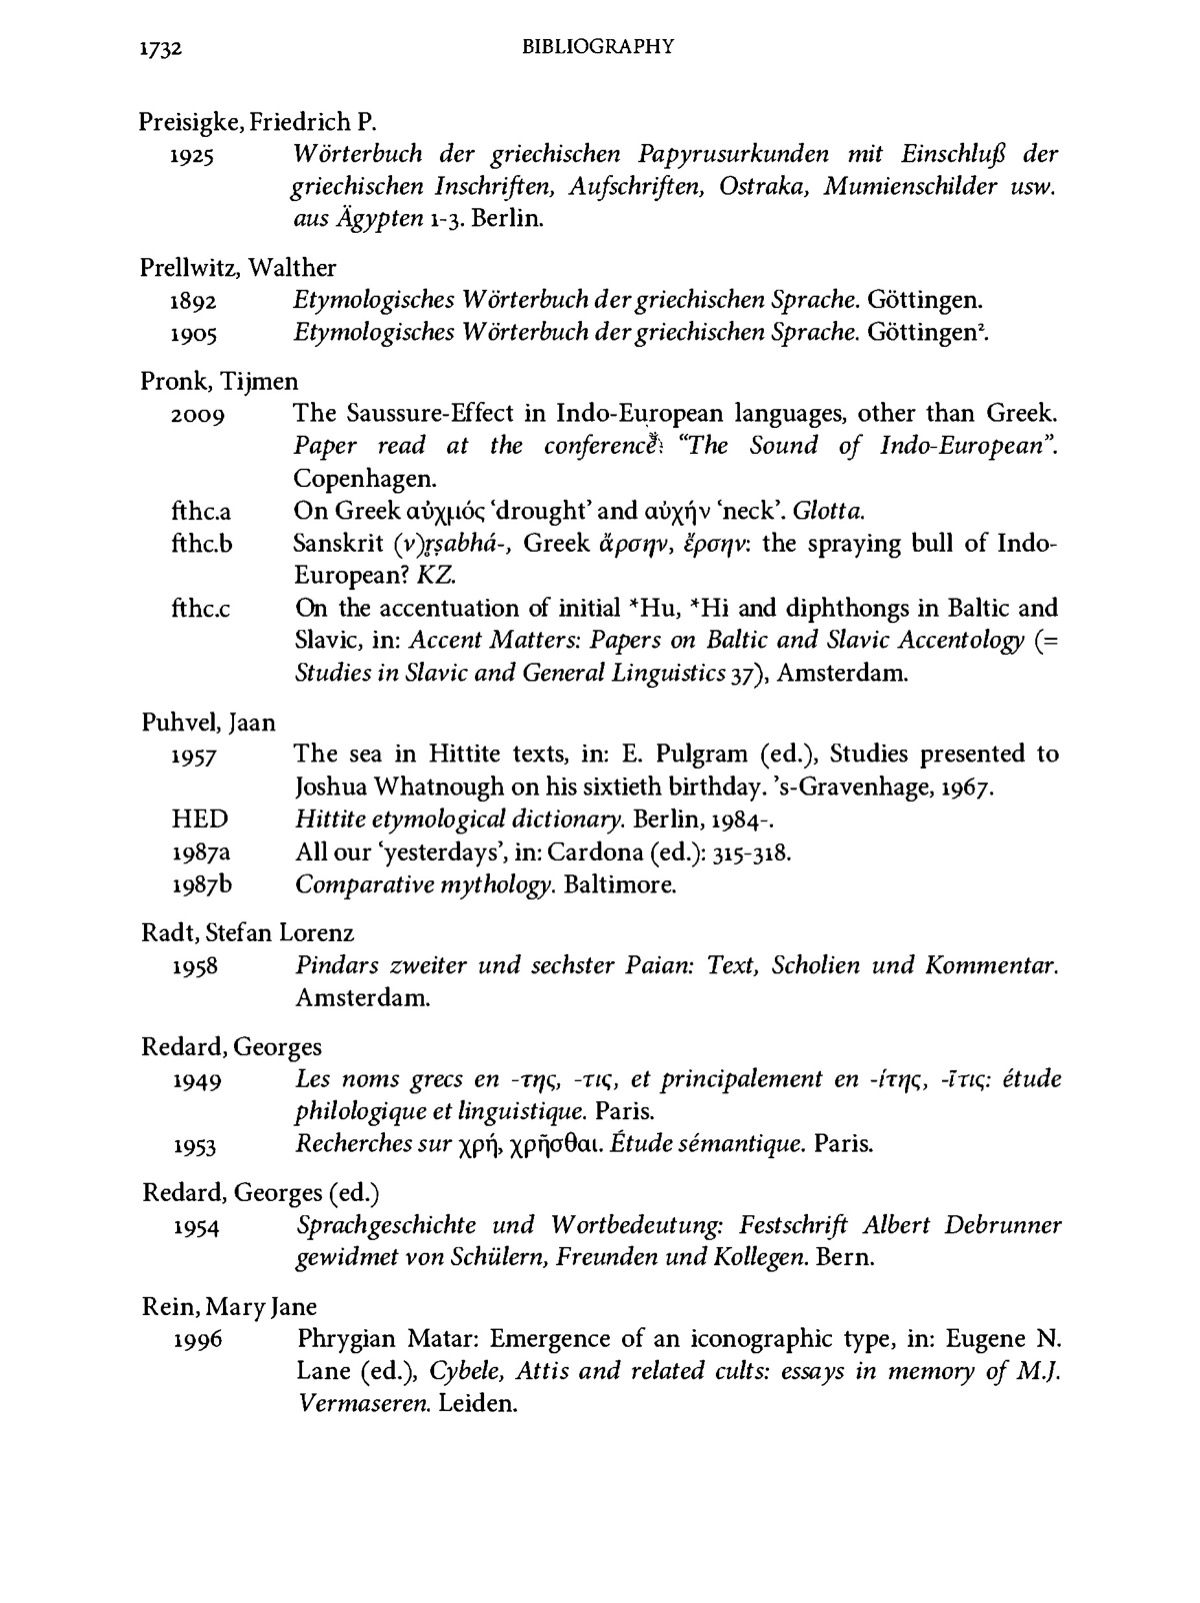 1732 BIBLIOGRAPHY
Preisigke, Friedrich P.
1925 Wörterbuch der griechischen Papyrusurkunden mit Einschluß der
griechischen Inschriften, Aufschriften, Ostraka, Mumienschilder usw.
aus Ägypten 1-3. Berlin.
Prellwitz, Walther
1892 Etymologisches Wörterbuch der griechischen Sprache. Göttingen.
1905 Etymologisches Wörterbuch der griechischen Sprache. Göttingen².
Pronk, Tijmen
2009 The Saussure-Effect in Indo-European languages, other than Greek.
Paper read at the conference: “The Sound of Indo-European”.
Copenhagen.
fthc.a On Greek αὐχμός ‘drought’ and αὐχήν ‘neck’. Glotta.
fthc.b Sanskrit (v)r̥ṣabhá-, Greek ἄρσην, ἔρσην: the spraying bull of Indo-
European? KZ.
fthc.c On the accentuation of initial *Hu, *Hi and diphthongs in Baltic and
Slavic, in: Accent Matters: Papers on Baltic and Slavic Accentology (=
Studies in Slavic and General Linguistics 37), Amsterdam.
Puhvel, Jaan
1957 The sea in Hittite texts, in: E. Pulgram (ed.), Studies presented to
Joshua Whatnough on his sixtieth birthday. ’s-Gravenhage, 1967.
HED Hittite etymological dictionary. Berlin, 1984-.
1987a All our ‘yesterdays’, in: Cardona (ed.): 315-318.
1987b Comparative mythology. Baltimore.
Radt, Stefan Lorenz
1958 Pindars zweiter und sechster Paian: Text, Scholien und Kommentar.
Amsterdam.
Redard, Georges
1949 Les noms grecs en -της, -τις, et principalement en -ίτης, -ῖτις: étude
philologique et linguistique. Paris.
1953 Recherches sur χρή, χρῆσθαι. Étude sémantique. Paris.
Redard, Georges (ed.)
1954 Sprachgeschichte und Wortbedeutung: Festschrift Albert Debrunner
gewidmet von Schülern, Freunden und Kollegen. Bern.
Rein, Mary Jane
1996 Phrygian Matar: Emergence of an iconographic type, in: Eugene N.
Lane (ed.), Cybele, Attis and related cults: essays in memory of M.J.
Vermaseren. Leiden.